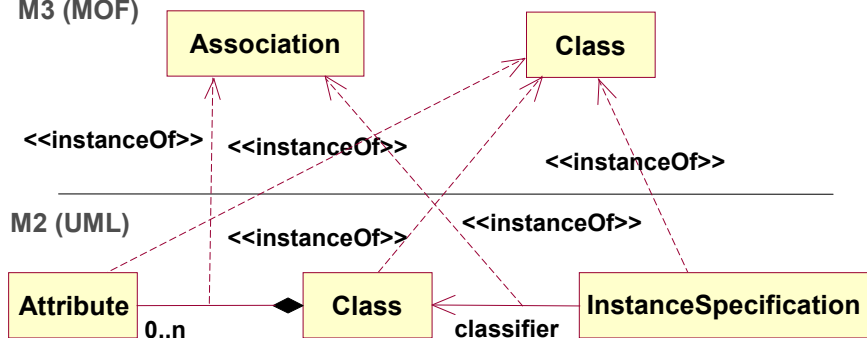 M3 (MOF)
Association
Class
<<instanceOf>>
<<instanceOf>>
<<instanceOf>>
M2 (UML)
<<instanceOf>>
<<instanceOf>>
Attribute
Class
InstanceSpecification
0..n
classifier